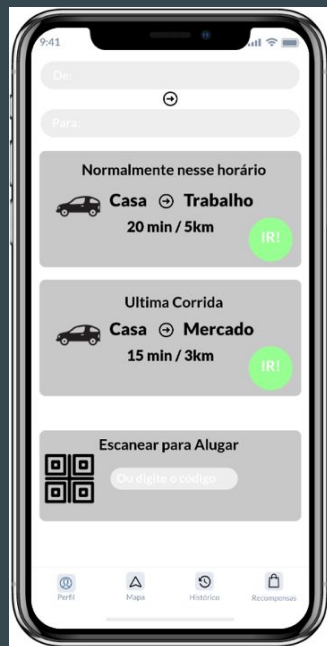 9:41
De:
Para:
Normalmente nesse horário
Casa Trabalho
20 min / 5km
IR!
Ultima Corrida
Casa Mercado
15 min / 3km
IR!
Escanear para Alugar
Ou digite o código
Perfil Mapa Histórico Recompensas